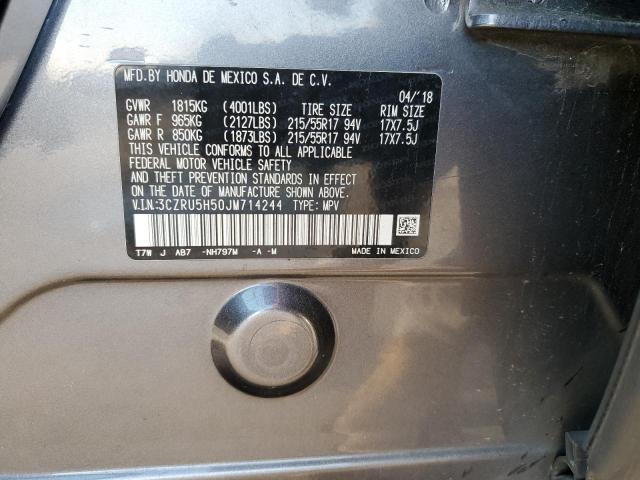 MFD.BY HONDA DE MEXICO S.A. DE C.V.
04/'18
GVWR 1815KG (4001LBS) TIRE SIZE RIM SIZE
GAWR F 965KG (2127LBS) 215/55R17 94V 17X7.5J
GAWR R 850KG (1873LBS) 215/55R17 94V 17X7.5J
THIS VEHICLE CONFORMS TO ALL APPLICABLE
FEDERAL MOTOR VEHICLE SAFETY
AND THEFT PREVENTION STANDARDS IN EFFECT
ON THE DATE OF MANUFACTURE SHOWN ABOVE.
V.I.N.:3CZRU5H50JM714244 TYPE: MPV
T7W J AB7 -NH797M -A -M MADE IN MEXICO